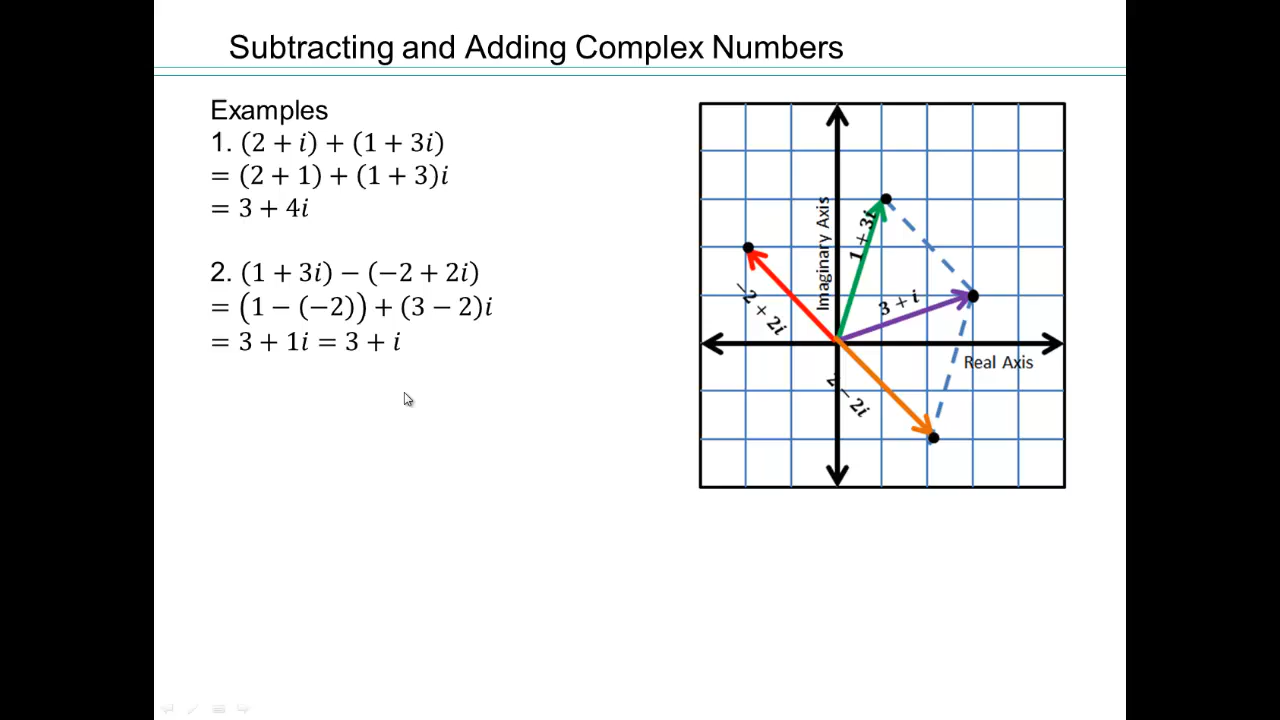 Subtracting and Adding Complex Numbers
Examples
1. (2 + i) + (1 + 3i)
= (2 + 1) + (1 + 3)i
= 3 + 4i
2. (1 + 3i) − (−2 + 2i)
= (1 − (−2)) + (3 − 2)i
= 3 + 1i = 3 + i
Imaginary Axis
1 + 3i
−2 + 2i
3 + i
Real Axis
2 − 2i